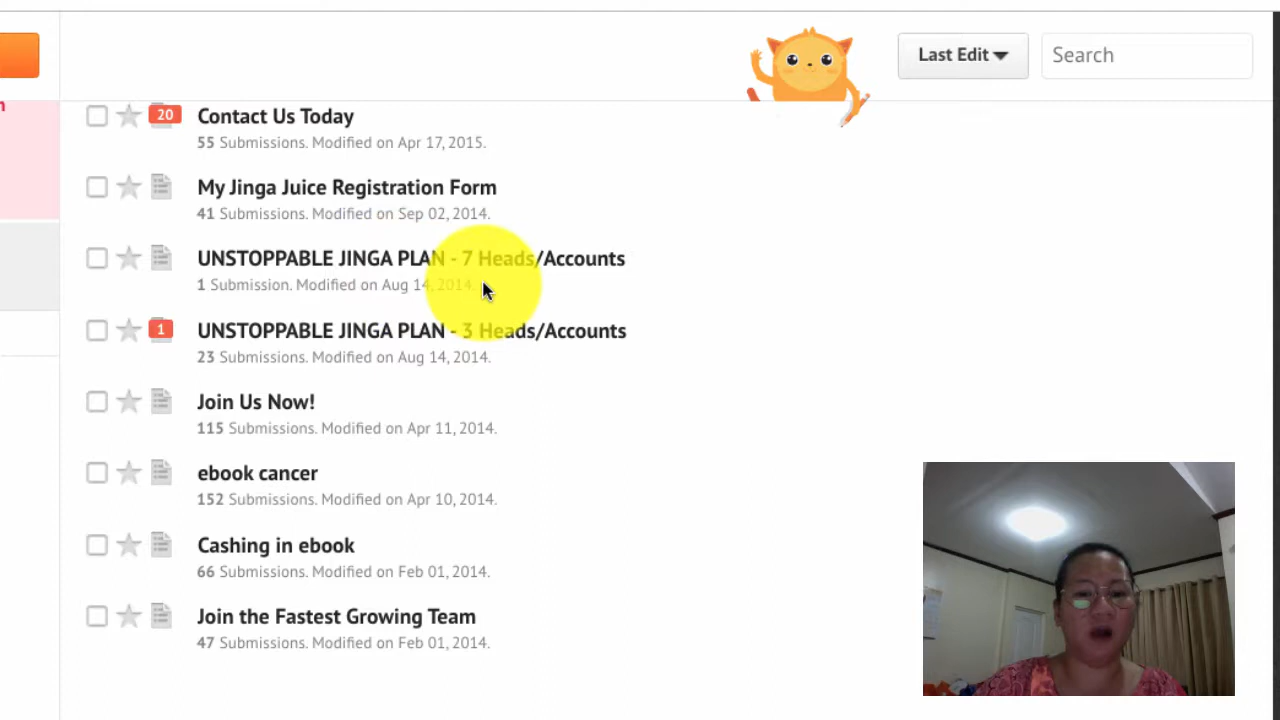 Last Edit
Search
20
Contact Us Today
55 Submissions. Modified on Apr 17, 2015.
My Jinga Juice Registration Form
41 Submissions. Modified on Sep 02, 2014.
UNSTOPPABLE JINGA PLAN - 7 Heads/Accounts
1 Submission. Modified on Aug 14, 2014.
1
UNSTOPPABLE JINGA PLAN - 3 Heads/Accounts
23 Submissions. Modified on Aug 14, 2014.
Join Us Now!
115 Submissions. Modified on Apr 11, 2014.
ebook cancer
152 Submissions. Modified on Apr 10, 2014.
Cashing in ebook
66 Submissions. Modified on Feb 01, 2014.
Join the Fastest Growing Team
47 Submissions. Modified on Feb 01, 2014.